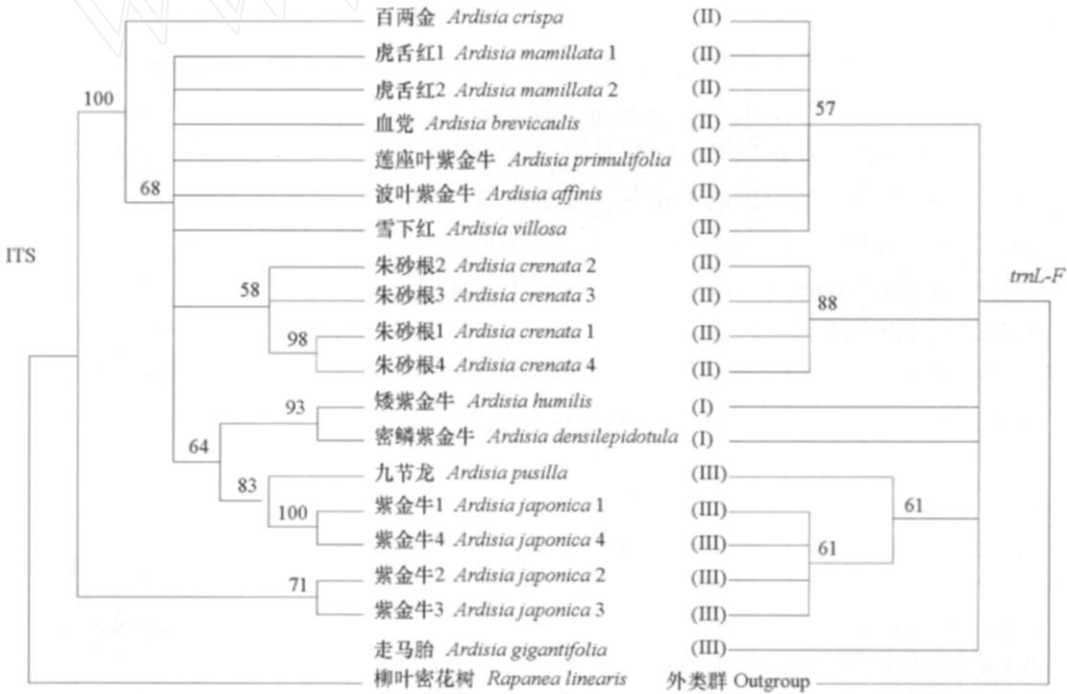 百两金 Ardisia crispa (II)
虎舌红1 Ardisia mamillata 1 (II)
虎舌红2 Ardisia mamillata 2 (II)
100
57
血党 Ardisia brevicaulis (II)
莲座叶紫金牛 Ardisia primulifolia (II)
68
波叶紫金牛 Ardisia affinis (II)
雪下红 Ardisia villosa (II)
ITS
朱砂根2 Ardisia crenata 2 (II)
trnL-F
58
朱砂根3 Ardisia crenata 3 (II)
88
朱砂根1 Ardisia crenata 1 (II)
98
朱砂根4 Ardisia crenata 4 (II)
矮紫金牛 Ardisia humilis (I)
93
密鳞紫金牛 Ardisia densilepidotula (I)
64
九节龙 Ardisia pusilla (III)
83
紫金牛1 Ardisia japonica 1 (III)
61
100
紫金牛4 Ardisia japonica 4 (III)
61
紫金牛2 Ardisia japonica 2 (III)
71
紫金牛3 Ardisia japonica 3 (III)
走马胎 Ardisia gigantifolia (III)
柳叶密花树 Rapanea linearis 外类群 Outgroup